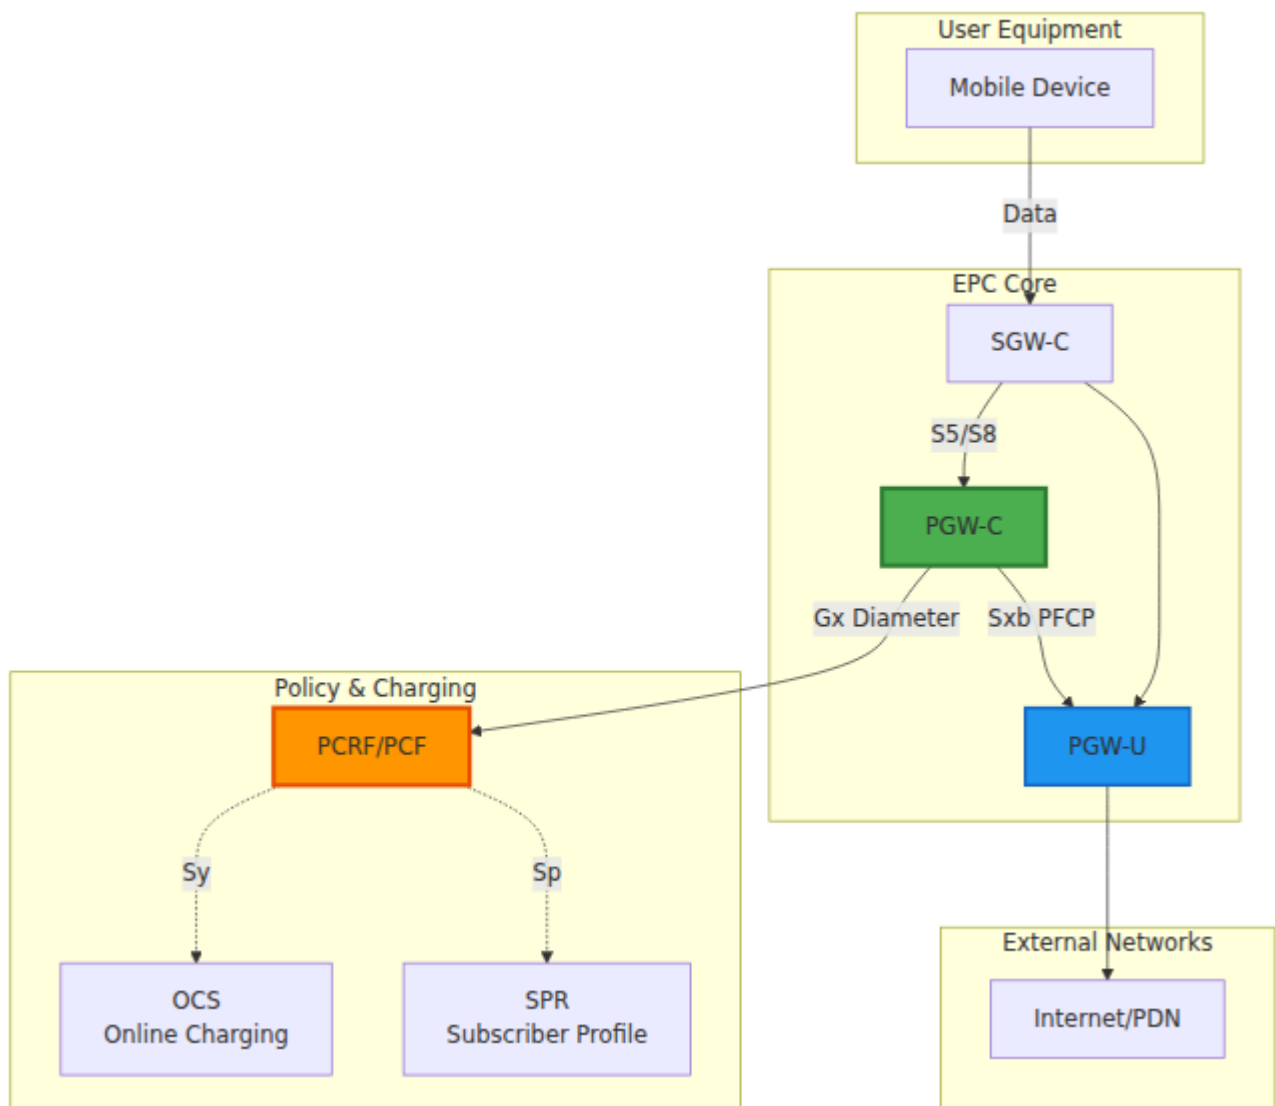 User Equipment
Mobile Device
Data
EPC Core
SGW-C
S5/S8
PGW-C
Gx Diameter
Sxb PFCP
Policy & Charging
PCRF/PCF
PGW-U
Sy
Sp
External Networks
OCS
Online Charging
SPR
Subscriber Profile
Internet/PDN